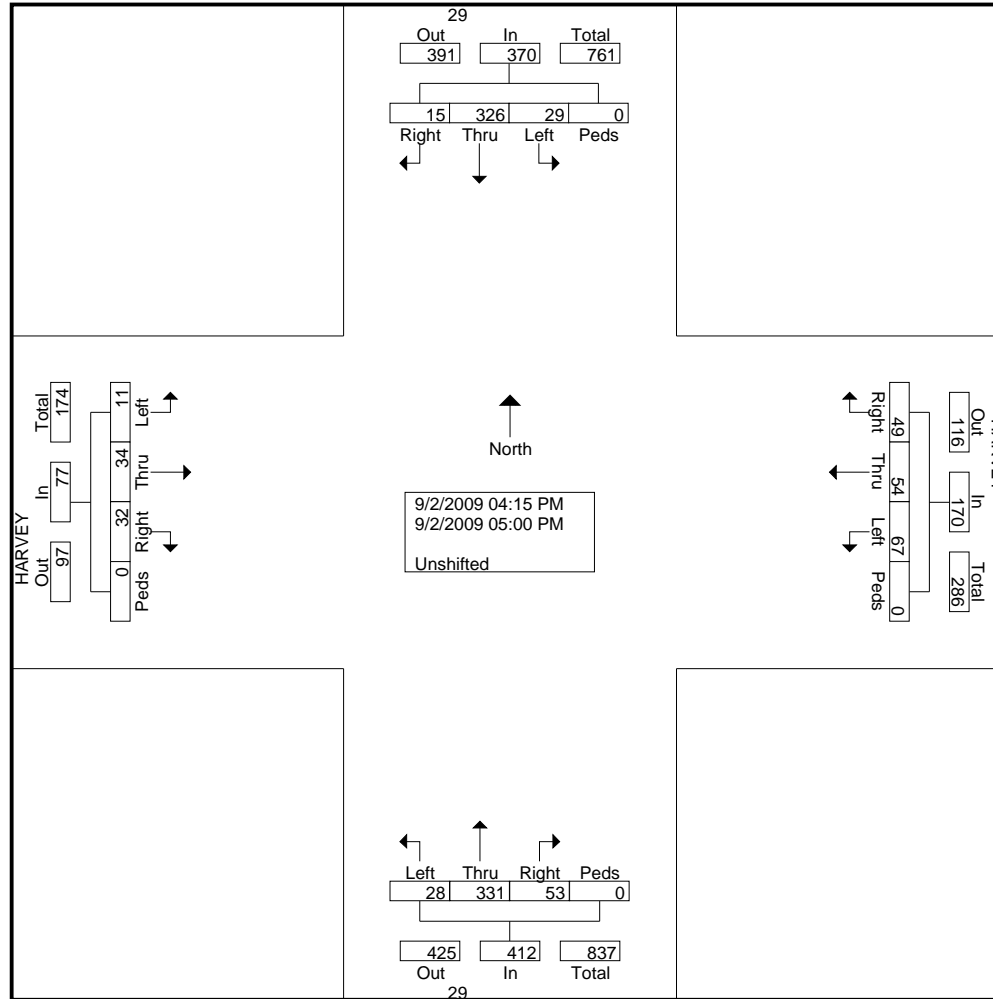 29
Out In Total
391 370 761
15 326 29 0
Right Thru Left Peds
HARVEY
Out In Total
97 77 174
Left Thru Right Peds
11 34 32 0
North
9/2/2009 04:15 PM
9/2/2009 05:00 PM
Unshifted
Right Thru Left Peds
49 54 67 0
Out In Total
116 170 286
Left Thru Right Peds
28 331 53 0
425 412 837
Out In Total
29